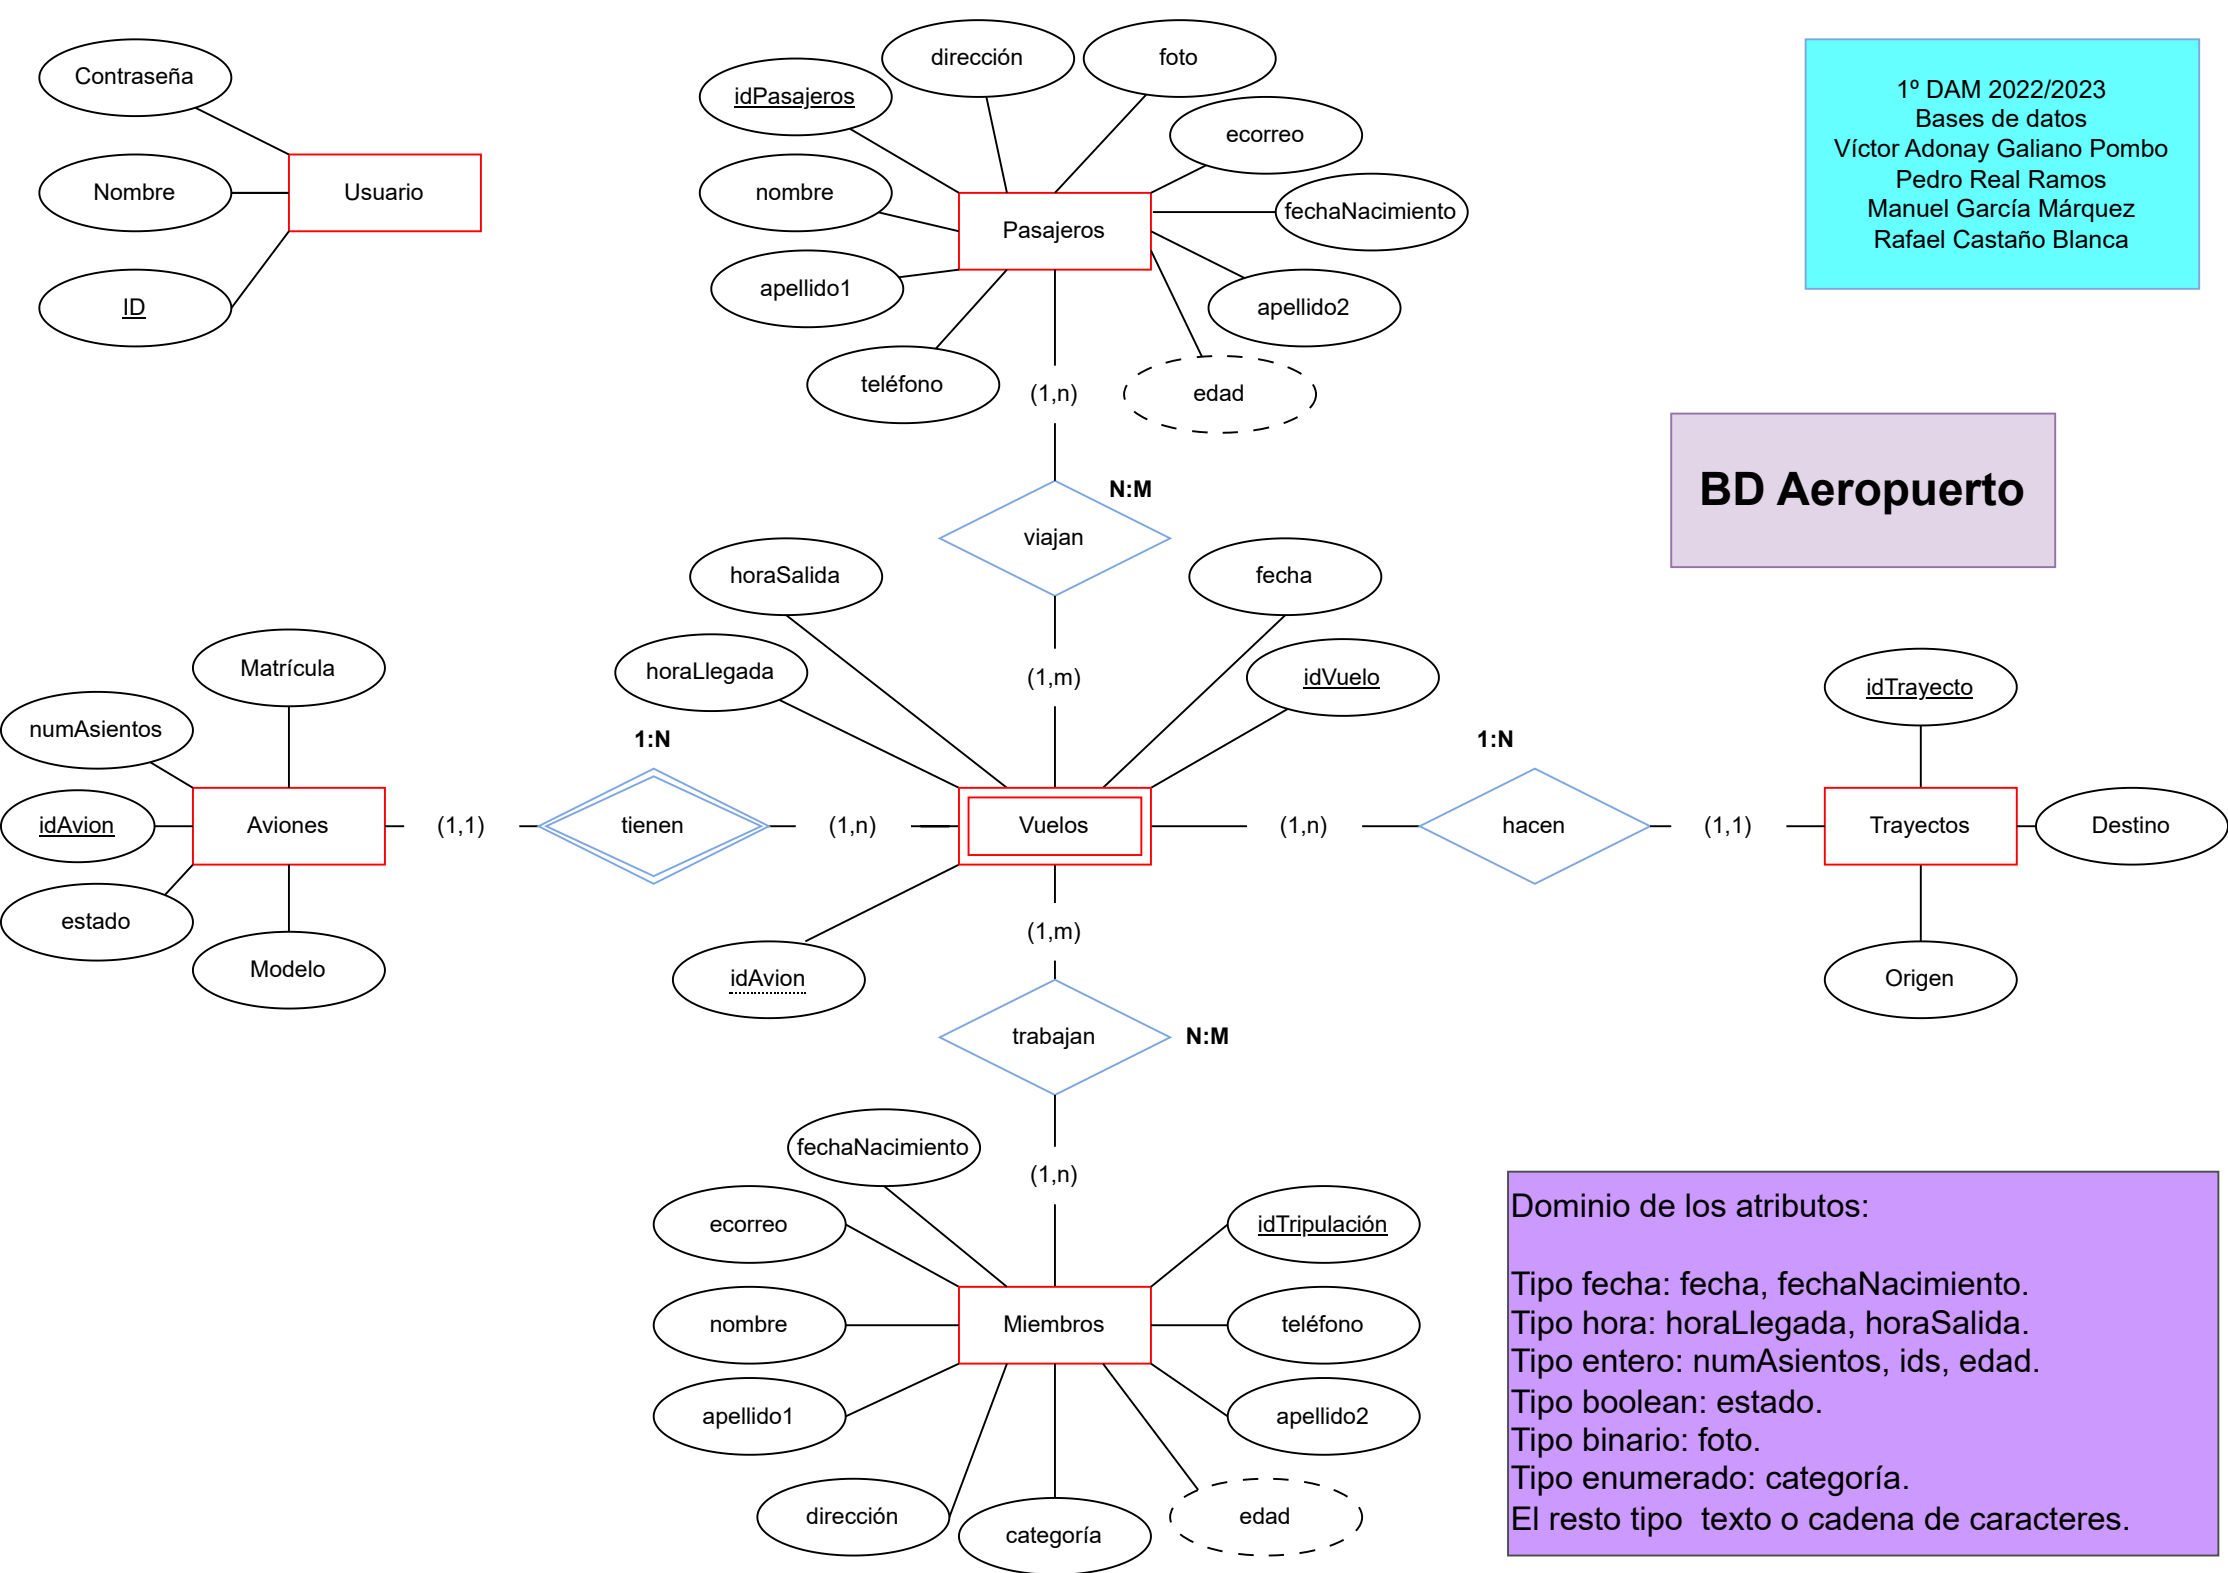 Contraseña
Nombre
ID
Usuario
dirección
foto
idPasajeros
ecorreo
nombre
Pasajeros
fechaNacimiento
apellido1
apellido2
teléfono
(1,n)
edad
1º DAM 2022/2023
Bases de datos
Víctor Adonay Galiano Pombo
Pedro Real Ramos
Manuel García Márquez
Rafael Castaño Blanca
BD Aeropuerto
N:M
viajan
horaSalida
fecha
horaLlegada
(1,m)
idVuelo
Matrícula
numAsientos
idAvion
Aviones
estado
Modelo
(1,1)
1:N
tienen
(1,n)
Vuelos
(1,n)
1:N
hacen
(1,1)
idTrayecto
Trayectos
Destino
Origen
idAvion
(1,m)
trabajan
N:M
fechaNacimiento
(1,n)
ecorreo
idTripulación
nombre
Miembros
teléfono
apellido1
apellido2
dirección
categoría
edad
Dominio de los atributos:
Tipo fecha: fecha, fechaNacimiento.
Tipo hora: horaLlegada, horaSalida.
Tipo entero: numAsientos, ids, edad.
Tipo boolean: estado.
Tipo binario: foto.
Tipo enumerado: categoría.
El resto tipo  texto o cadena de caracteres.